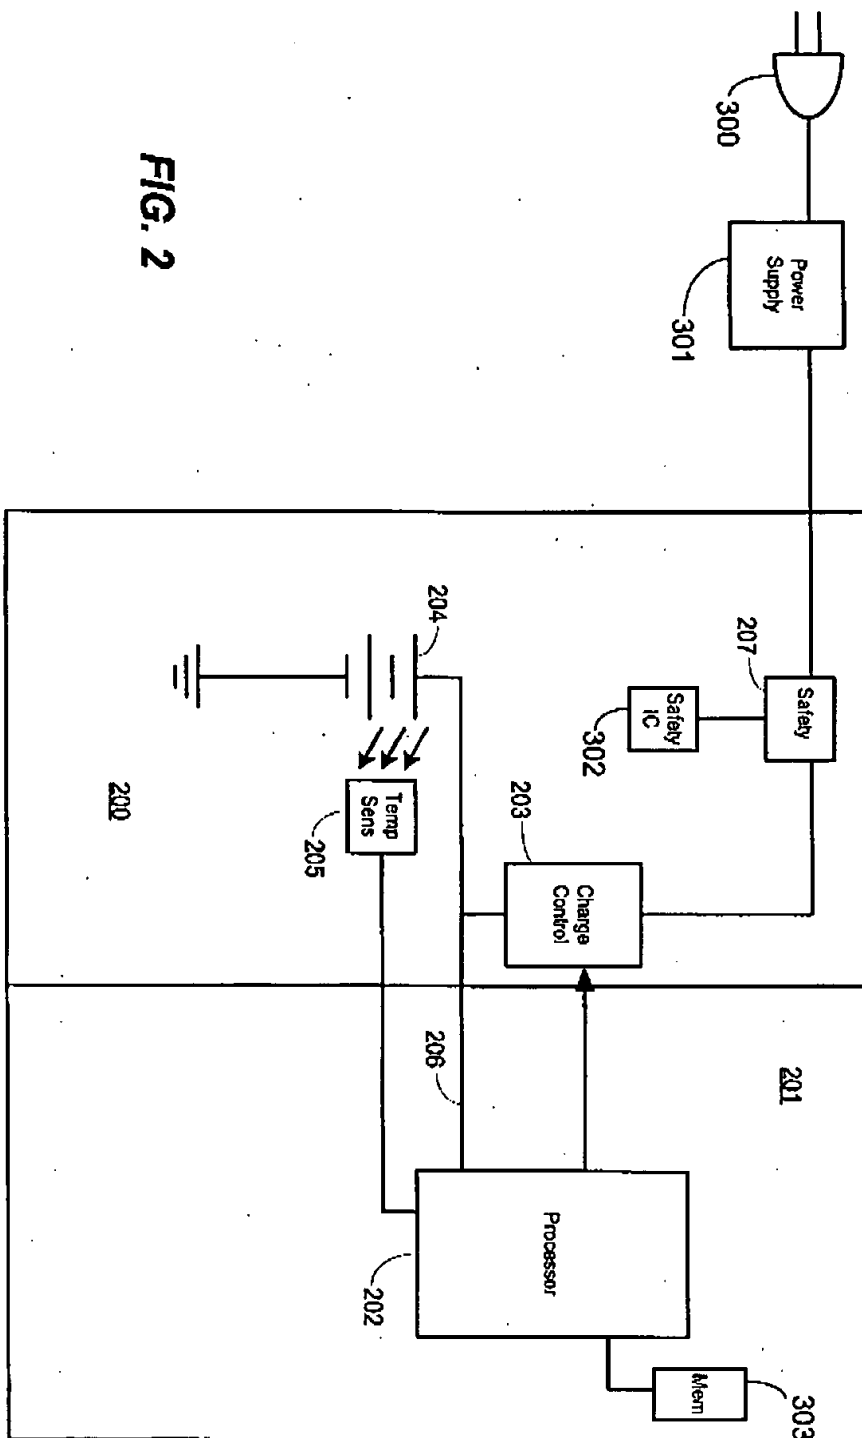 300
Power
Supply
301
207
Safety
Safety
IC
302
203
Charge
Control
204
Temp
Sens
205
200
201
206
Processor
202
Mem
303
FIG. 2